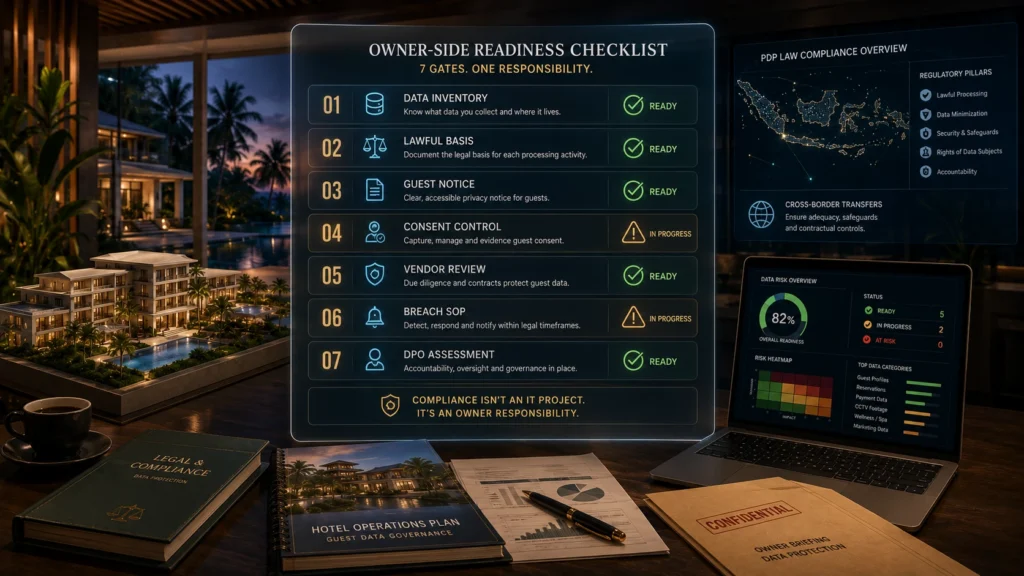 OWNER-SIDE READINESS CHECKLIST
7 GATES. ONE RESPONSIBILITY.
01
DATA INVENTORY
Know what data you collect and where it lives.
READY
02
LAWFUL BASIS
Document the legal basis for each processing activity.
READY
03
GUEST NOTICE
Clear, accessible privacy notice for guests.
READY
04
CONSENT CONTROL
Capture, manage and evidence guest consent.
IN PROGRESS
05
VENDOR REVIEW
Due diligence and contracts protect guest data.
READY
06
BREACH SOP
Detect, respond and notify within legal timeframes.
IN PROGRESS
07
DPO ASSESSMENT
Accountability, oversight and governance in place.
READY
COMPLIANCE ISN'T AN IT PROJECT.
IT'S AN OWNER RESPONSIBILITY.
PDP LAW COMPLIANCE OVERVIEW
REGULATORY PILLARS
Lawful Processing
Data Minimization
Security & Safeguards
Rights of Data Subjects
Accountability
CROSS-BORDER TRANSFERS
Ensure adequacy, safeguards
and contractual controls.
DATA RISK OVERVIEW
82%
OVERALL READINESS
STATUS
READY 5
IN PROGRESS 2
AT RISK 0
RISK HEATMAP
TOP DATA CATEGORIES
Guest Profiles
Reservations
Payment Data
CCTV Footage
Wellness / Spa
Marketing Data
LEGAL &
COMPLIANCE
DATA PROTECTION
HOTEL OPERATIONS PLAN
GUEST DATA GOVERNANCE
CONFIDENTIAL
OWNER BRIEFING
DATA PROTECTION